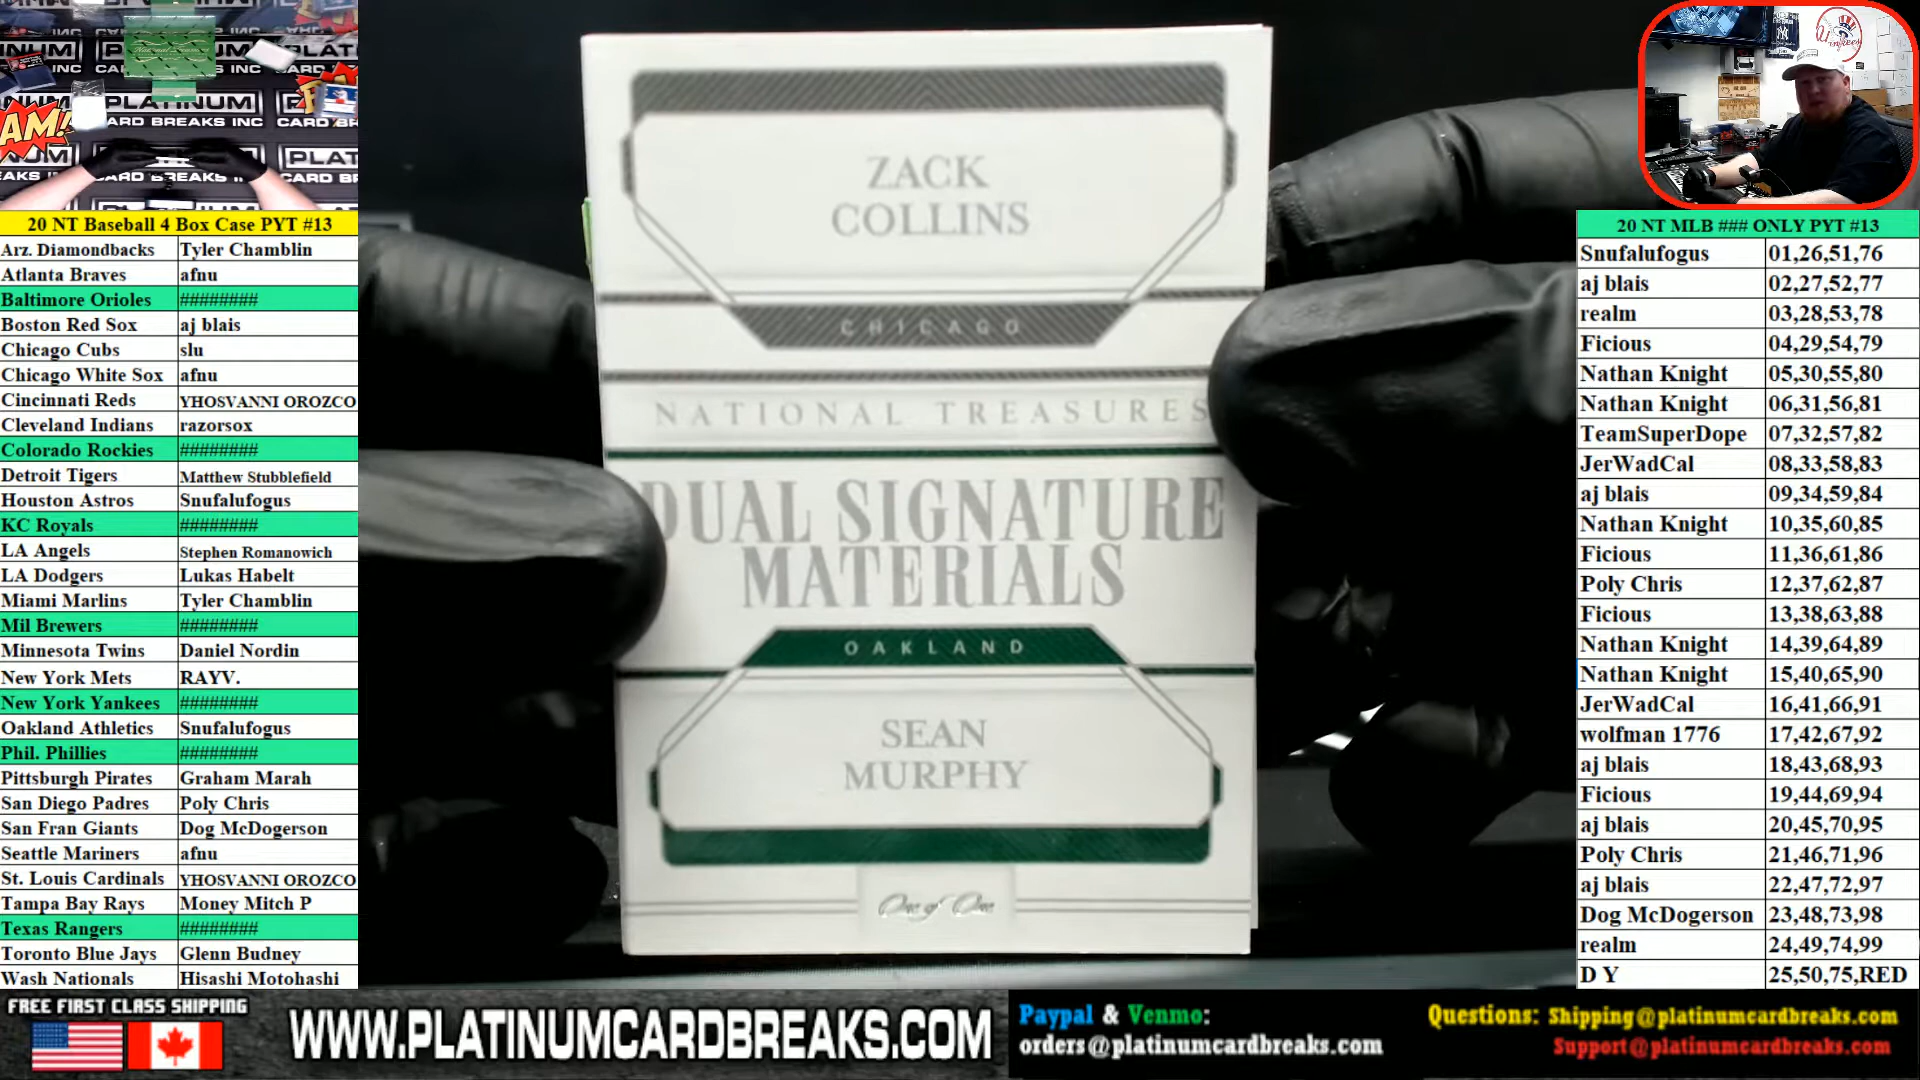 20 NT Baseball 4 Box Case PYT #13
Arz. Diamondbacks Tyler Chamblin
Atlanta Braves afnu
Baltimore Orioles ########
Boston Red Sox aj blais
Chicago Cubs slu
Chicago White Sox afnu
Cincinnati Reds YHOSVANNI OROZCO
Cleveland Indians razorsox
Colorado Rockies ########
Detroit Tigers Matthew Stubblefield
Houston Astros Snufalufogus
KC Royals ########
LA Angels Stephen Romanowich
LA Dodgers Lukas Habelt
Miami Marlins Tyler Chamblin
Mil Brewers ########
Minnesota Twins Daniel Nordin
New York Mets RAYV.
New York Yankees ########
Oakland Athletics Snufalufogus
Phil. Phillies ########
Pittsburgh Pirates Graham Marah
San Diego Padres Poly Chris
San Fran Giants Dog McDogerson
Seattle Mariners afnu
St. Louis Cardinals YHOSVANNI OROZCO
Tampa Bay Rays Money Mitch P
Texas Rangers ########
Toronto Blue Jays Glenn Budney
Wash Nationals Hisashi Motohashi
PLATINUM
CARD BREAKS INC
ZACK
COLLINS
CHICAGO
NATIONAL TREASURES
DUAL SIGNATURE
MATERIALS
OAKLAND
SEAN
MURPHY
One of One
20 NT MLB ### ONLY PYT #13
Snufalufogus 01,26,51,76
aj blais 02,27,52,77
realm 03,28,53,78
Ficious 04,29,54,79
Nathan Knight 05,30,55,80
Nathan Knight 06,31,56,81
TeamSuperDope 07,32,57,82
JerWadCal 08,33,58,83
aj blais 09,34,59,84
Nathan Knight 10,35,60,85
Ficious 11,36,61,86
Poly Chris 12,37,62,87
Ficious 13,38,63,88
Nathan Knight 14,39,64,89
Nathan Knight 15,40,65,90
JerWadCal 16,41,66,91
wolfman 1776 17,42,67,92
aj blais 18,43,68,93
Ficious 19,44,69,94
aj blais 20,45,70,95
Poly Chris 21,46,71,96
aj blais 22,47,72,97
Dog McDogerson 23,48,73,98
realm 24,49,74,99
D Y 25,50,75,RED
FREE FIRST CLASS SHIPPING
WWW.PLATINUMCARDBREAKS.COM
Paypal & Venmo:
orders@platinumcardbreaks.com
Questions: Shipping@platinumcardbreaks.com
Support@platinumcardbreaks.com